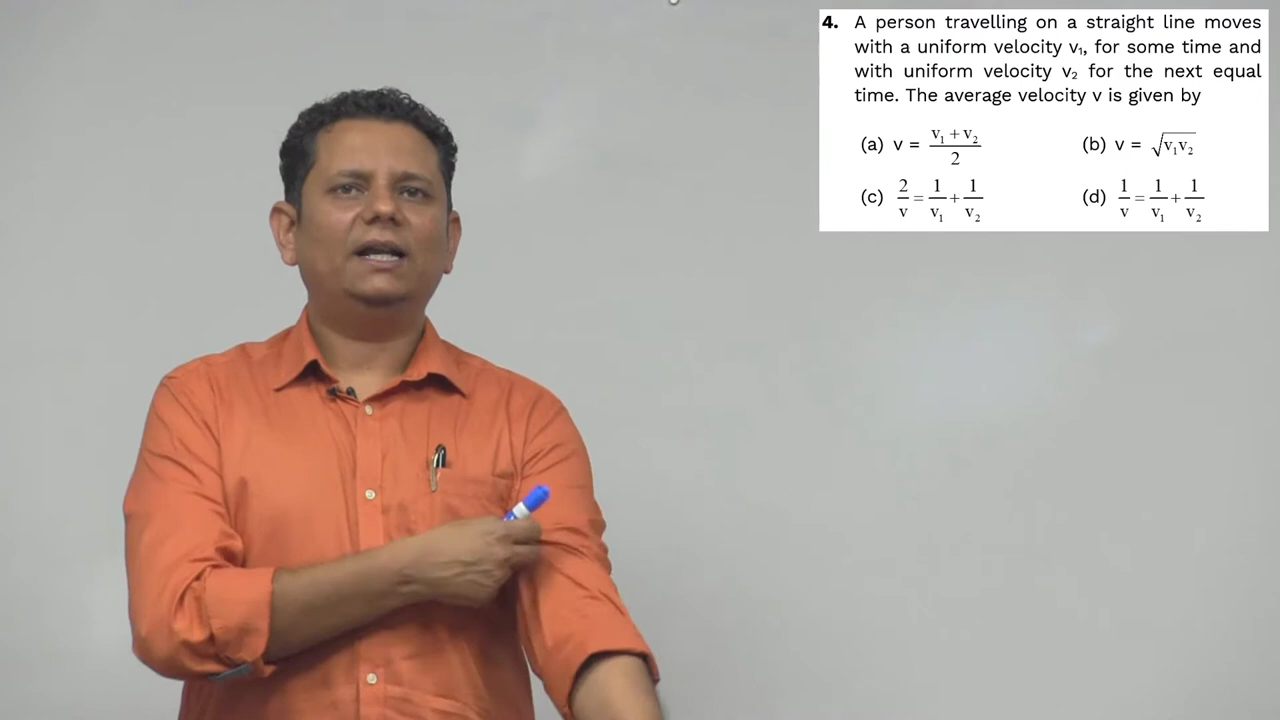 4. A person travelling on a straight line moves
with a uniform velocity v₁, for some time and
with uniform velocity v₂ for the next equal
time. The average velocity v is given by
(a) v = (v₁ + v₂)/2 (b) v = √(v₁v₂)
(c) 2/v = 1/v₁ + 1/v₂ (d) 1/v = 1/v₁ + 1/v₂